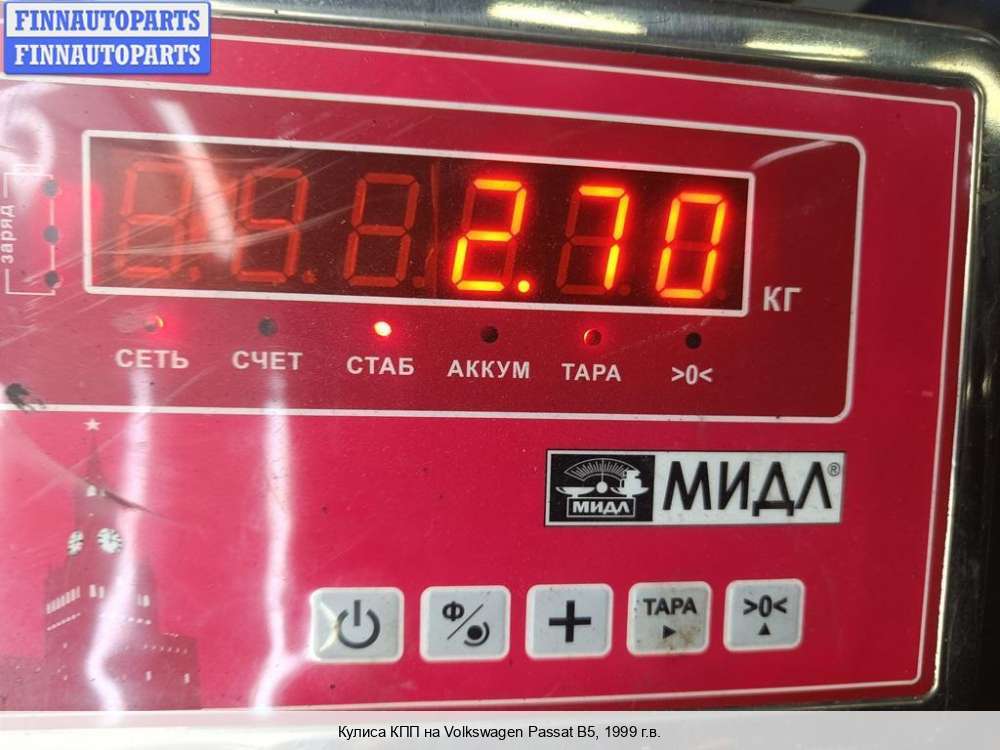 FINNAUTOPARTS
FINNAUTOPARTS
заряд
2.70
КГ
СЕТЬ СЧЕТ СТАБ АККУМ ТАРА >0<
МИДЛ МИДЛ®
Ф
ТАРА >0<
Кулиса КПП на Volkswagen Passat B5, 1999 г.в.